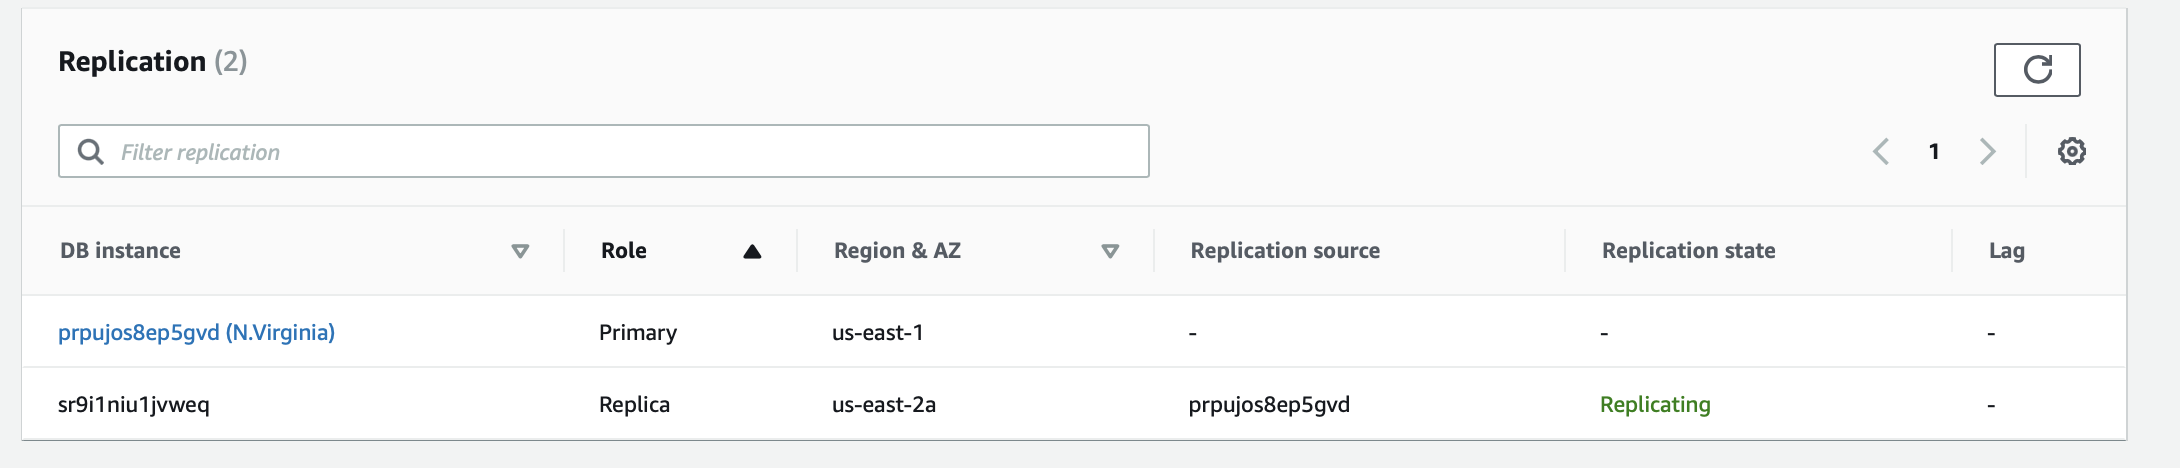 Replication (2)
Filter replication
1
DB instance Role Region & AZ Replication source Replication state Lag
prpujos8ep5gvd (N.Virginia) Primary us-east-1 - - -
sr9i1niu1jvweq Replica us-east-2a prpujos8ep5gvd Replicating -